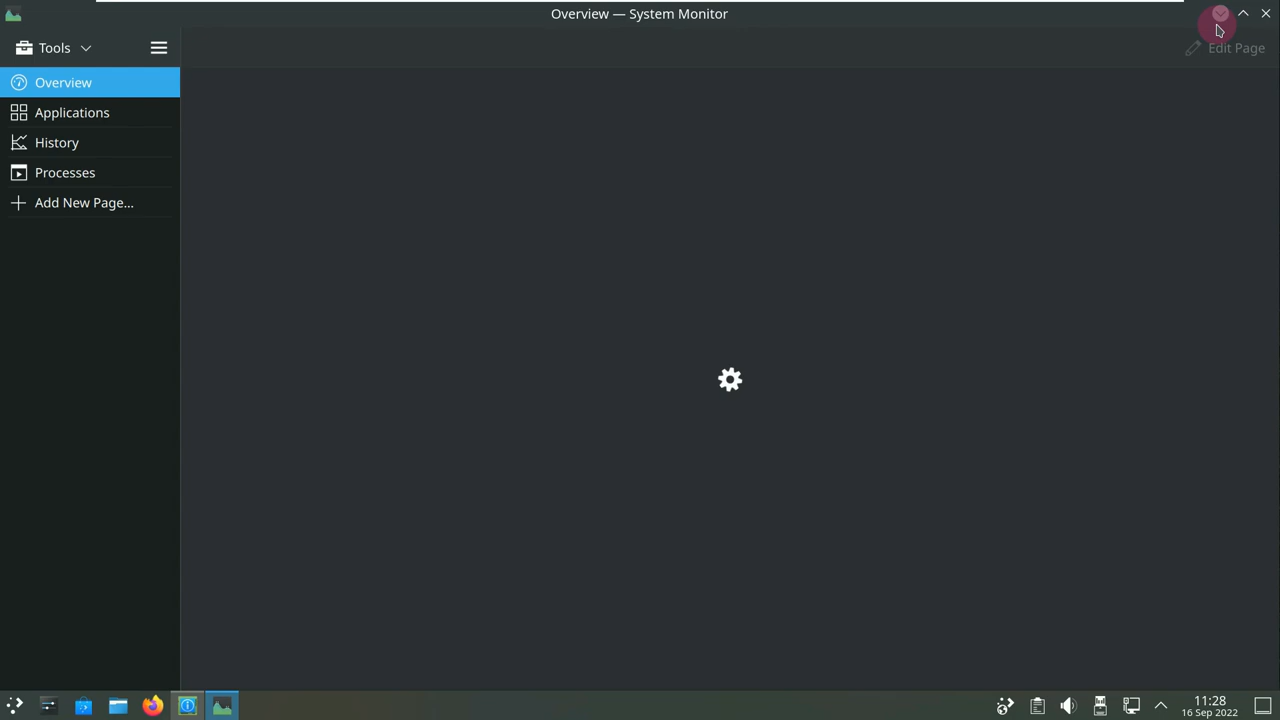 Overview — System Monitor
Tools
Edit Page
Overview
Applications
History
Processes
Add New Page...
11:28
16 Sep 2022